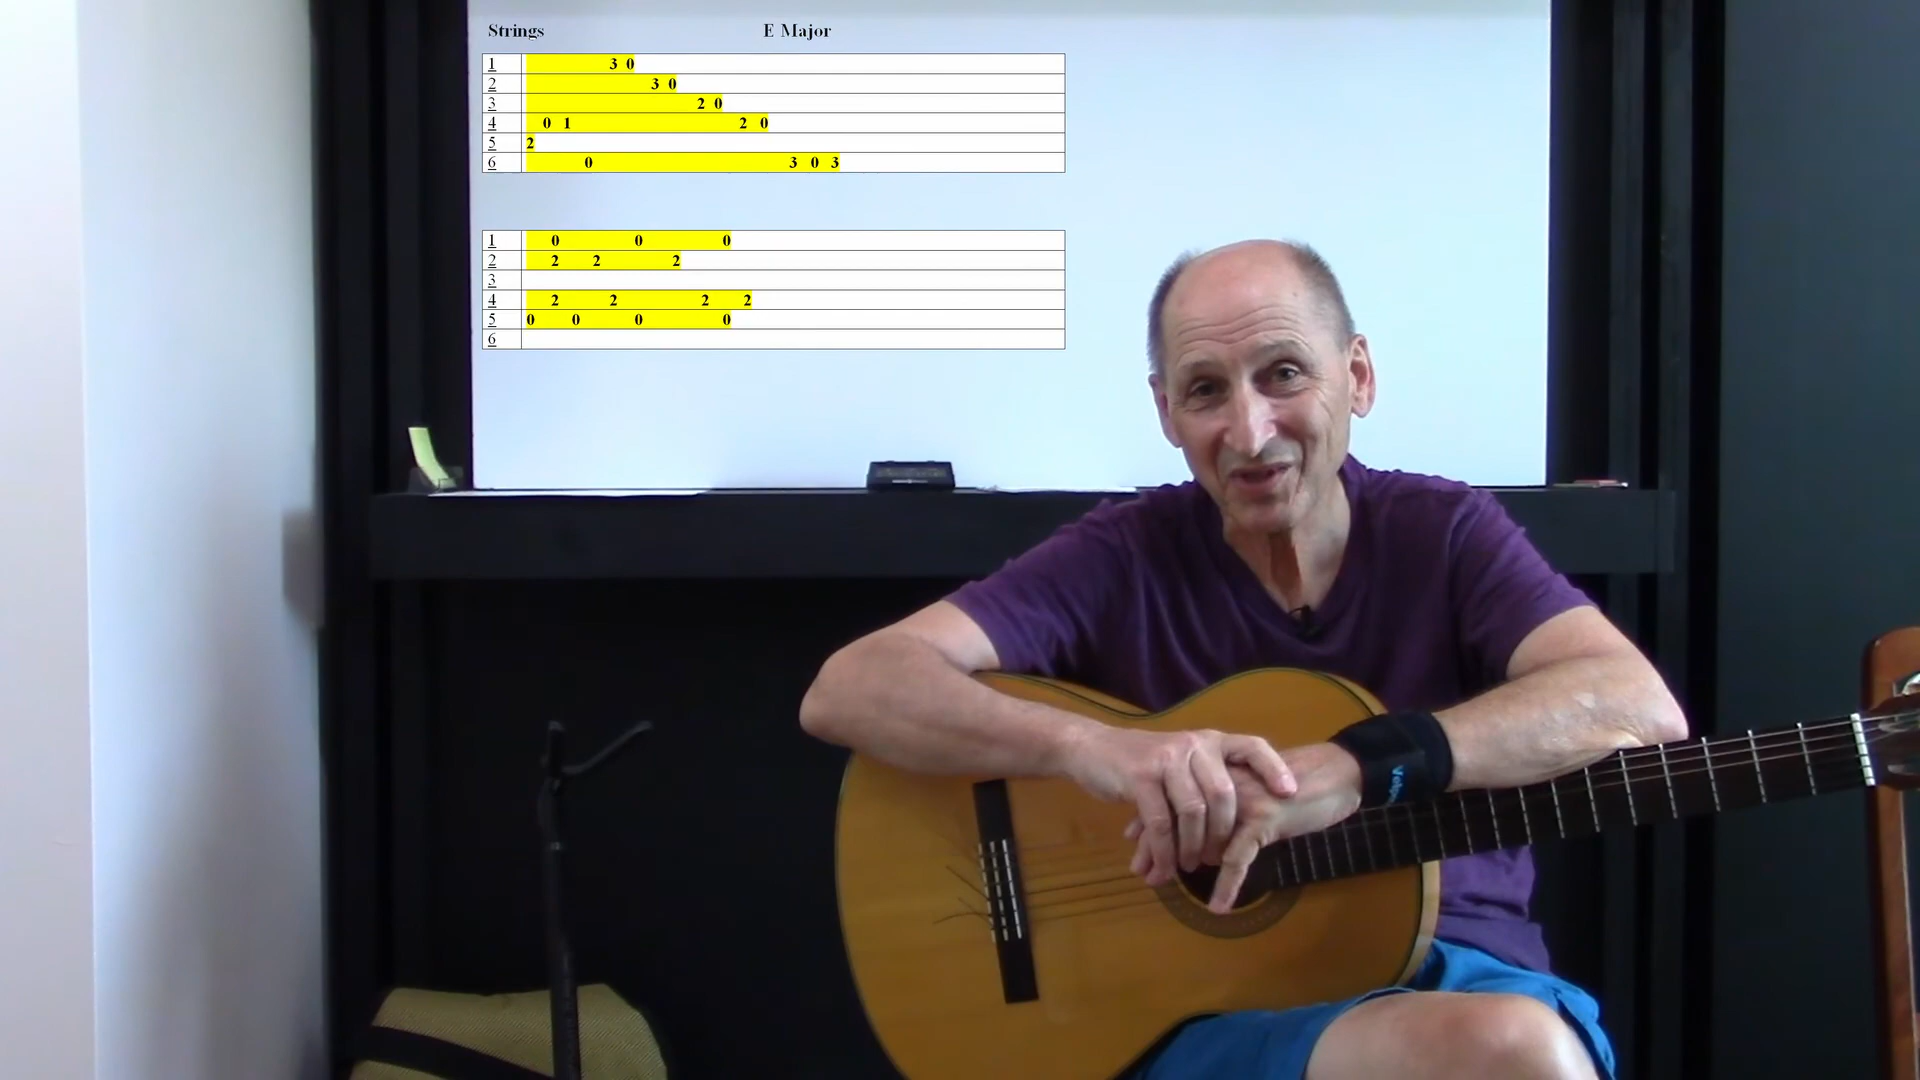 Strings E Major
1 3 0
2 3 0
3 2 0
4 0 1 2 0
5 2
6 0 3 0 3
1 0 0 0
2 2 2 2
3
4 2 2 2 2
5 0 0 0 0
6